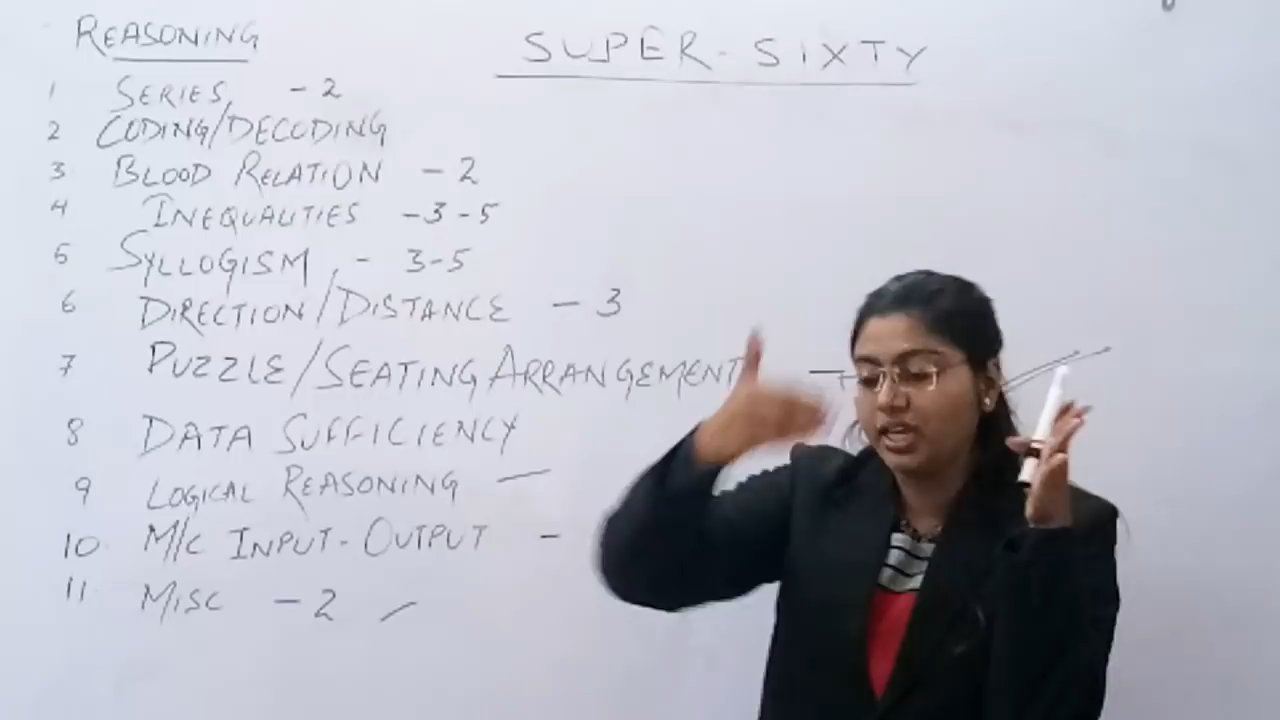 REASONING
SUPER-SIXTY
1 SERIES, - 2
2 CODING/DECODING
3 BLOOD RELATION - 2
4 INEQUALITIES - 3 - 5
5 SYLLOGISM, - 3-5
6 DIRECTION/DISTANCE - 3
7 PUZZLE/SEATING ARRANGEMENT -
8 DATA SUFFICIENCY
9 LOGICAL REASONING -
10. M/C INPUT-OUTPUT -
11 MISC - 2